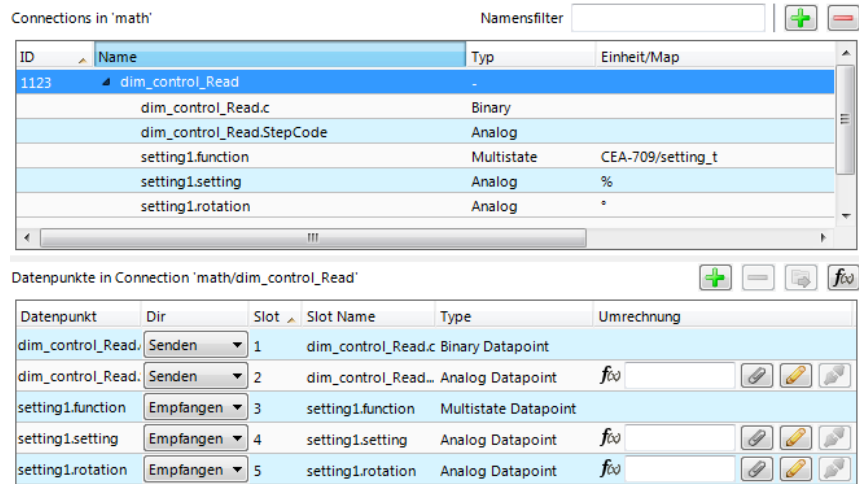 Connections in 'math' Namensfilter
ID Name Typ Einheit/Map
1123 dim_control_Read -
dim_control_Read.c Binary
dim_control_Read.StepCode Analog
setting1.function Multistate CEA-709/setting_t
setting1.setting Analog %
setting1.rotation Analog °
Datenpunkte in Connection 'math/dim_control_Read' f(x)
Datenpunkt Dir Slot Slot Name Type Umrechnung
dim_control_Read. Senden 1 dim_control_Read.c Binary Datapoint
dim_control_Read. Senden 2 dim_control_Read... Analog Datapoint f(x)
setting1.function Empfangen 3 setting1.function Multistate Datapoint
setting1.setting Empfangen 4 setting1.setting Analog Datapoint f(x)
setting1.rotation Empfangen 5 setting1.rotation Analog Datapoint f(x)